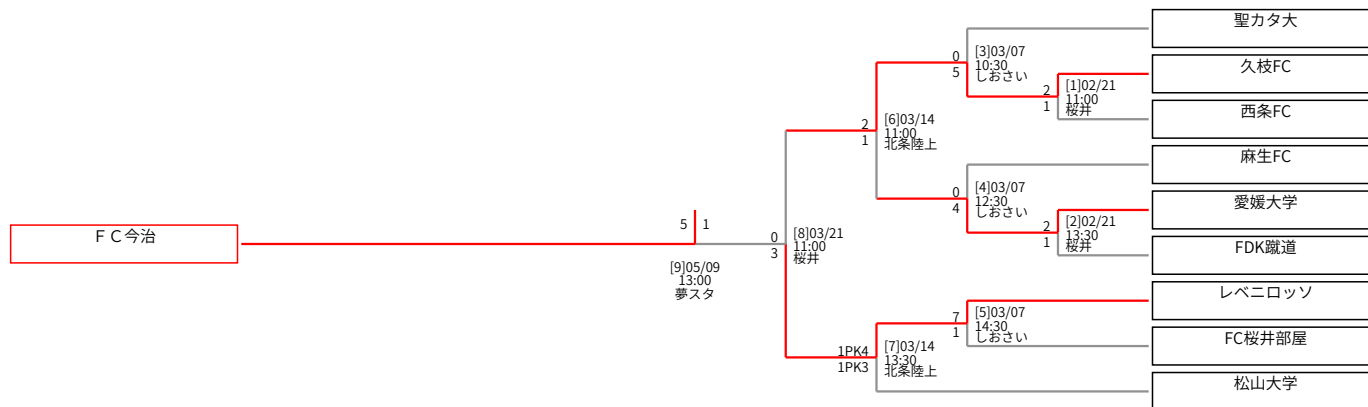 聖カタ大
0
[3]03/07
10:30
しおさい
5
久枝FC
2
[1]02/21
11:00
桜井
1
西条FC
2
[6]03/14
11:00
北条陸上
1
麻生FC
0
[4]03/07
12:30
しおさい
4
愛媛大学
2
[2]02/21
13:30
桜井
1
FDK蹴道
ＦＣ今治
5
1
[9]05/09
13:00
夢スタ
0
[8]03/21
11:00
桜井
3
レベニロッソ
7
[5]03/07
14:30
しおさい
1
FC桜井部屋
1PK4
[7]03/14
13:30
北条陸上
1PK3
松山大学